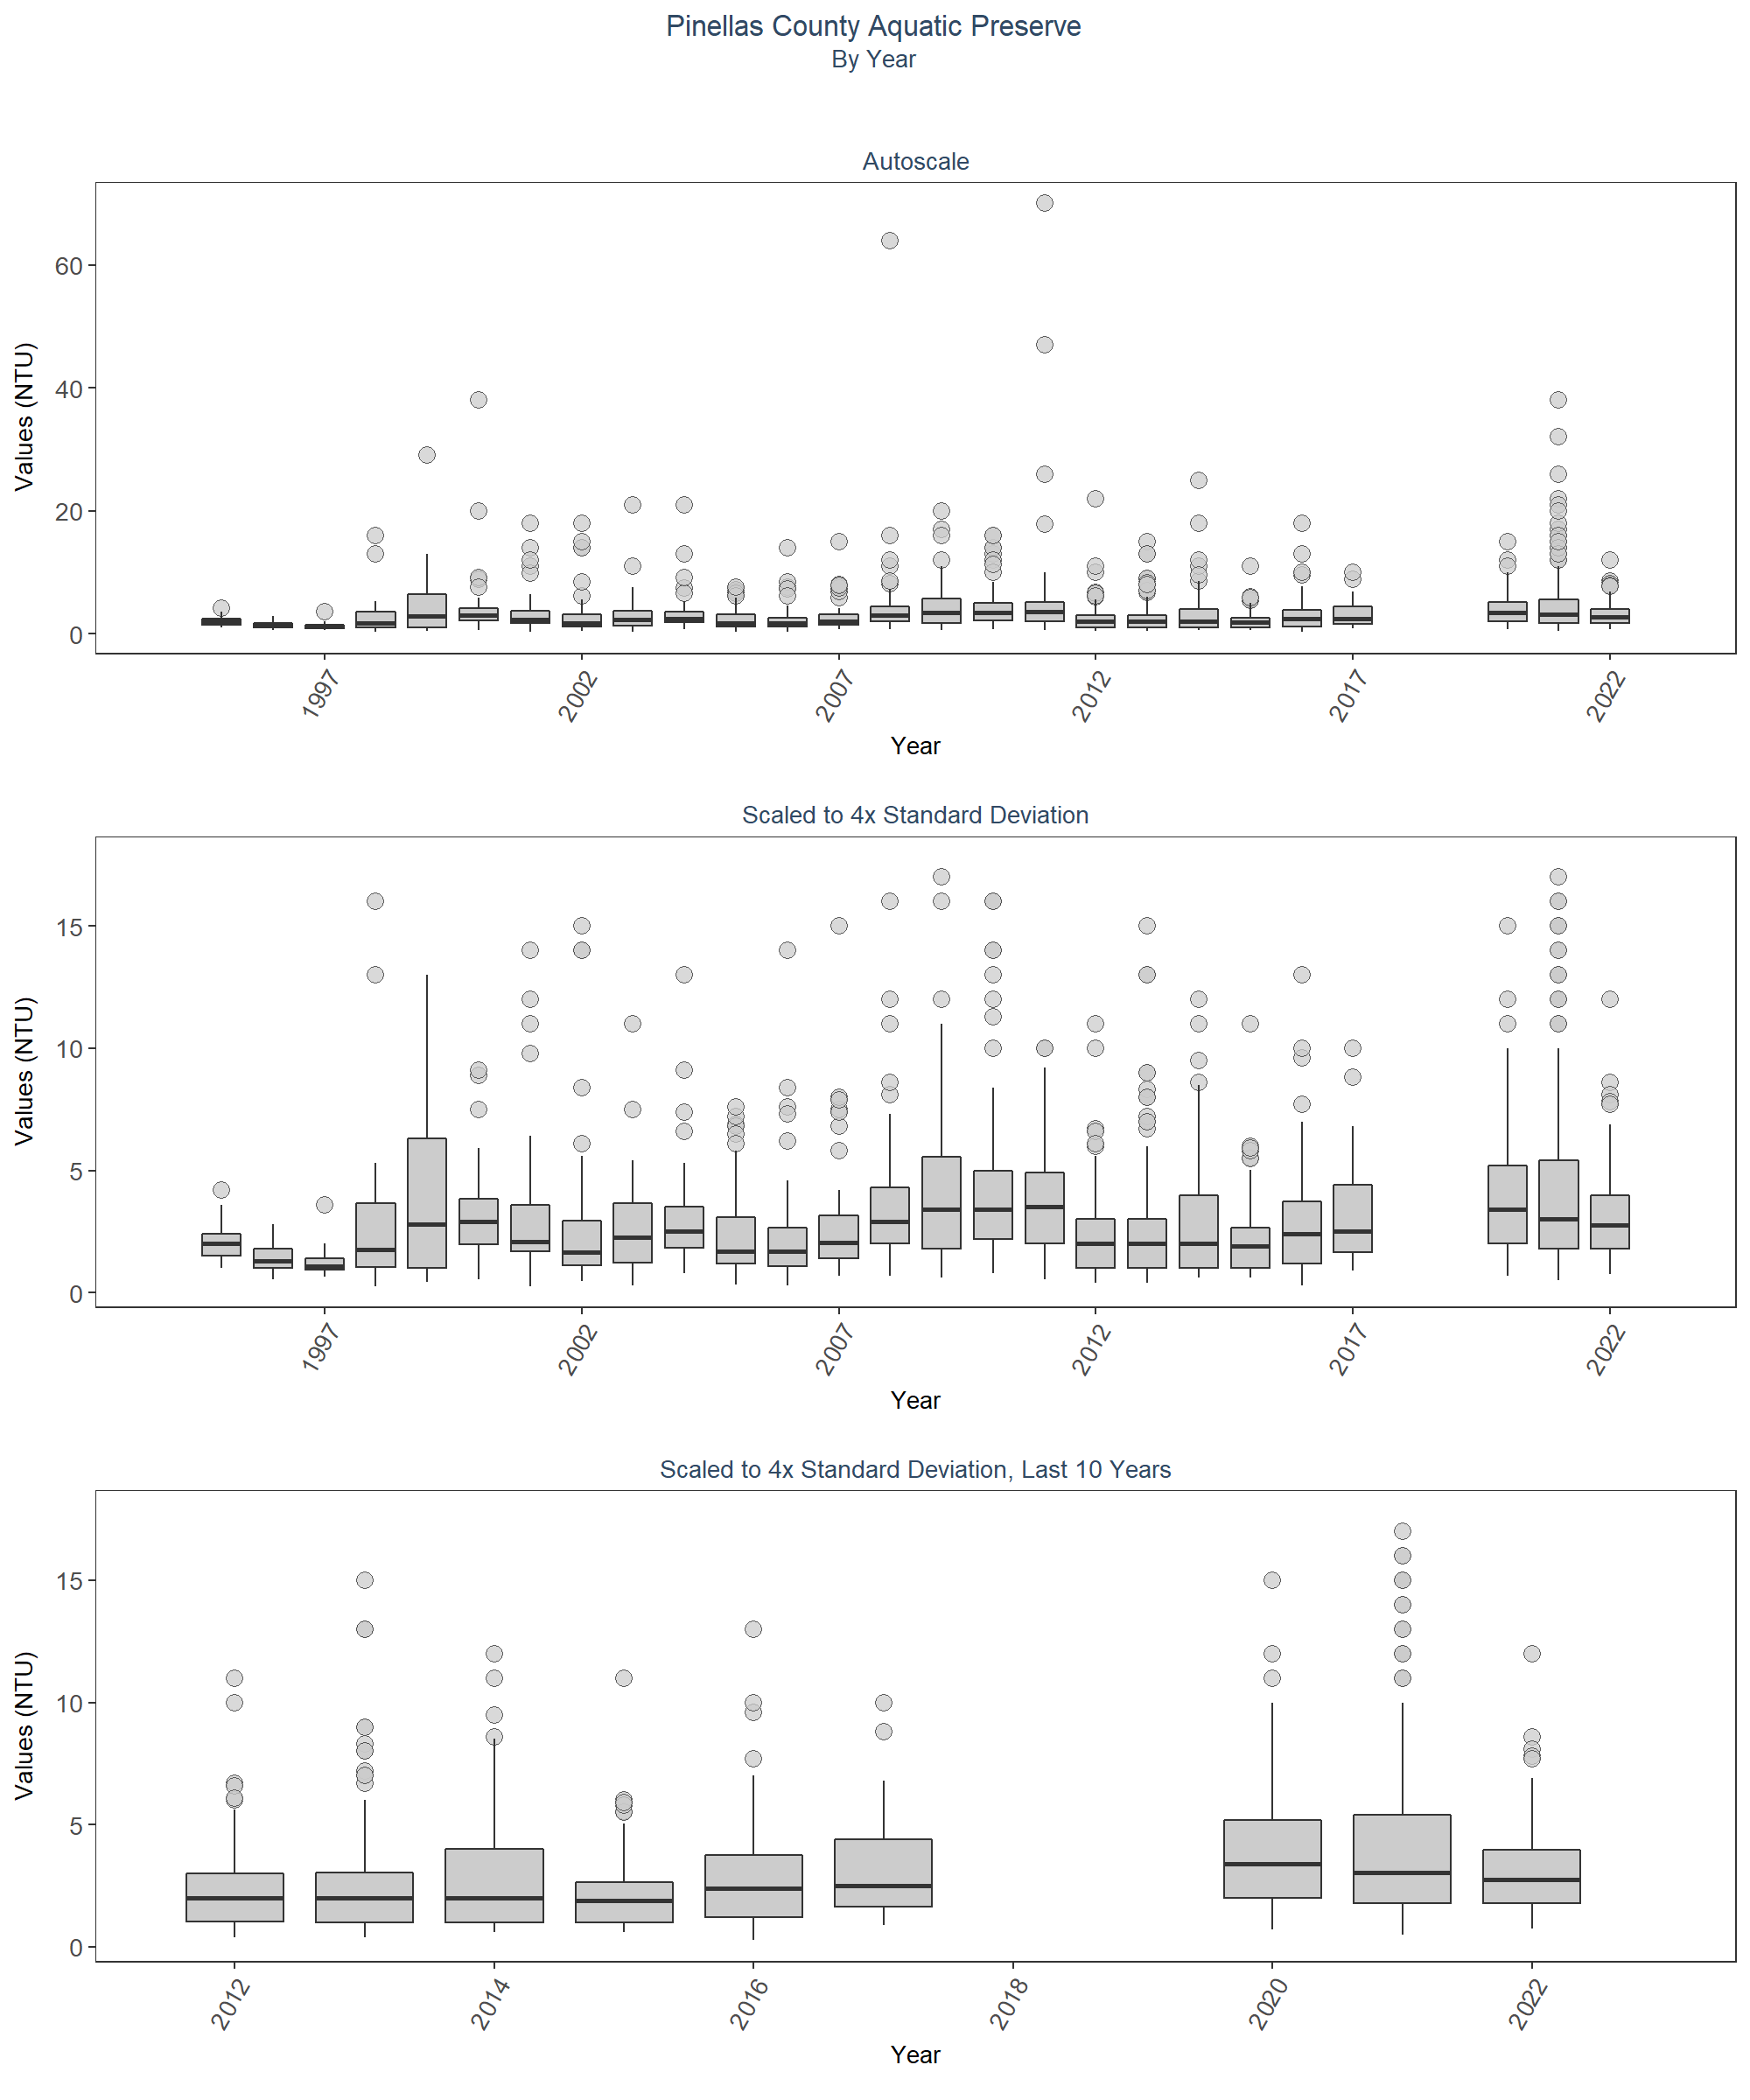 Pinellas County Aquatic Preserve
By Year
Autoscale
Values (NTU)
60
40
20
0
1997
2002
2007
2012
2017
2022
Year
Scaled to 4x Standard Deviation
Values (NTU)
15
10
5
0
1997
2002
2007
2012
2017
2022
Year
Scaled to 4x Standard Deviation, Last 10 Years
Values (NTU)
15
10
5
0
2012
2014
2016
2018
2020
2022
Year